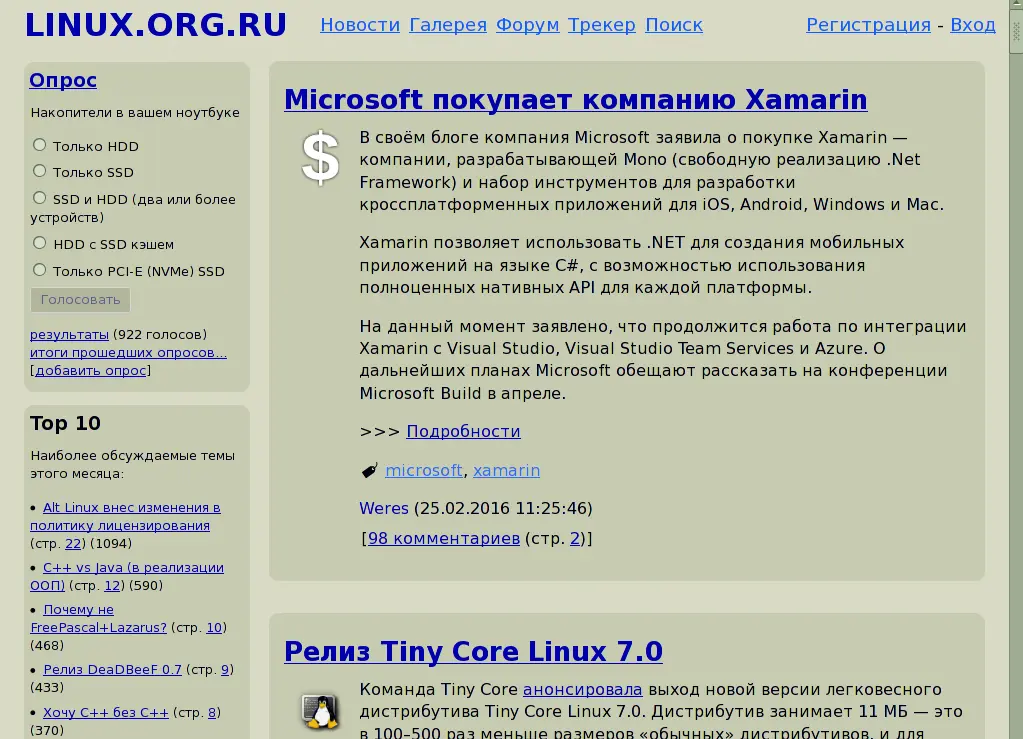 LINUX.ORG.RU
Новости Галерея Форум Трекер Поиск
Регистрация - Вход
Опрос
Накопители в вашем ноутбуке
Только HDD
Только SSD
SSD и HDD (два или более
устройств)
HDD с SSD кэшем
Только PCI-E (NVMe) SSD
Голосовать
результаты (922 голосов)
итоги прошедших опросов...
[добавить опрос]
Top 10
Наиболее обсуждаемые темы
этого месяца:
• Alt Linux внес изменения в
политику лицензирования
(стр. 22) (1094)
• C++ vs Java (в реализации
ООП) (стр. 12) (590)
• Почему не
FreePascal+Lazarus? (стр. 10)
(468)
• Релиз DeaDBeeF 0.7 (стр. 9)
(433)
• Хочу C++ без C++ (стр. 8)
(370)
Microsoft покупает компанию Xamarin
$
В своём блоге компания Microsoft заявила о покупке Xamarin —
компании, разрабатывающей Mono (свободную реализацию .Net
Framework) и набор инструментов для разработки
кроссплатформенных приложений для iOS, Android, Windows и Mac.
Xamarin позволяет использовать .NET для создания мобильных
приложений на языке C#, с возможностью использования
полноценных нативных API для каждой платформы.
На данный момент заявлено, что продолжится работа по интеграции
Xamarin с Visual Studio, Visual Studio Team Services и Azure. О
дальнейших планах Microsoft обещают рассказать на конференции
Microsoft Build в апреле.
>>> Подробности
microsoft, xamarin
Weres (25.02.2016 11:25:46)
[98 комментариев (стр. 2)]
Релиз Tiny Core Linux 7.0
Команда Tiny Core анонсировала выход новой версии легковесного
дистрибутива Tiny Core Linux 7.0. Дистрибутив занимает 11 МБ — это
в 100–500 раз меньше размеров «обычных» дистрибутивов, и для